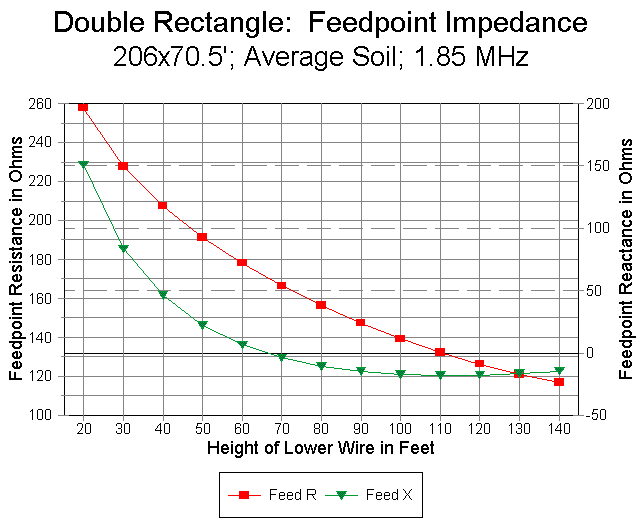 Double Rectangle:  Feedpoint Impedance
206x70.5'; Average Soil; 1.85 MHz
Feedpoint Resistance in Ohms
260
240
220
200
180
160
140
120
100
200
150
100
50
0
-50
Feedpoint Reactance in Ohms
20 30 40 50 60 70 80 90 100 110 120 130 140
Height of Lower Wire in Feet
Feed R Feed X